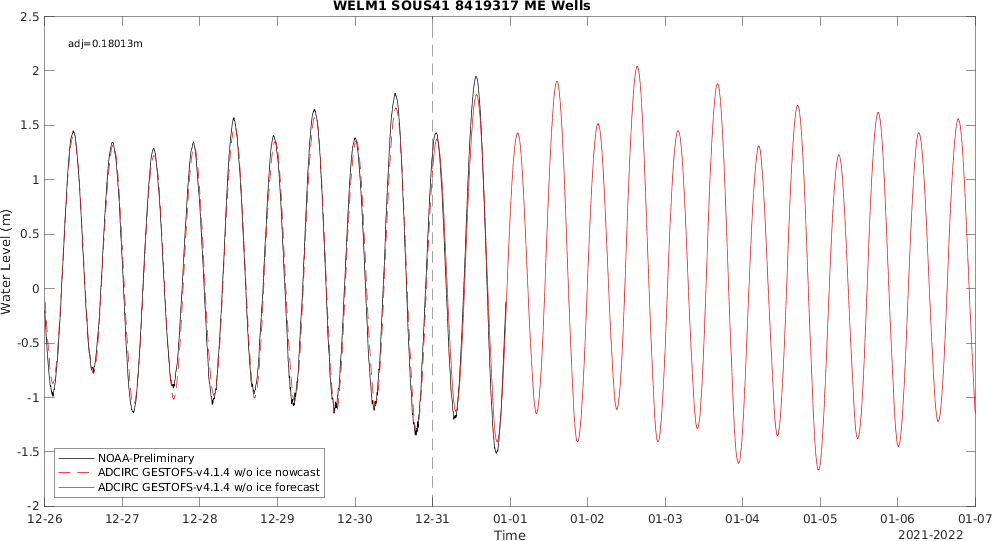 WELM1 SOUS41 8419317 ME Wells
adj=0.18013m
2.5
2
1.5
1
0.5
0
-0.5
-1
-1.5
-2
Water Level (m)
NOAA-Preliminary
ADCIRC GESTOFS-v4.1.4 w/o ice nowcast
ADCIRC GESTOFS-v4.1.4 w/o ice forecast
12-26 12-27 12-28 12-29 12-30 12-31 01-01 01-02 01-03 01-04 01-05 01-06 01-07
Time
2021-2022